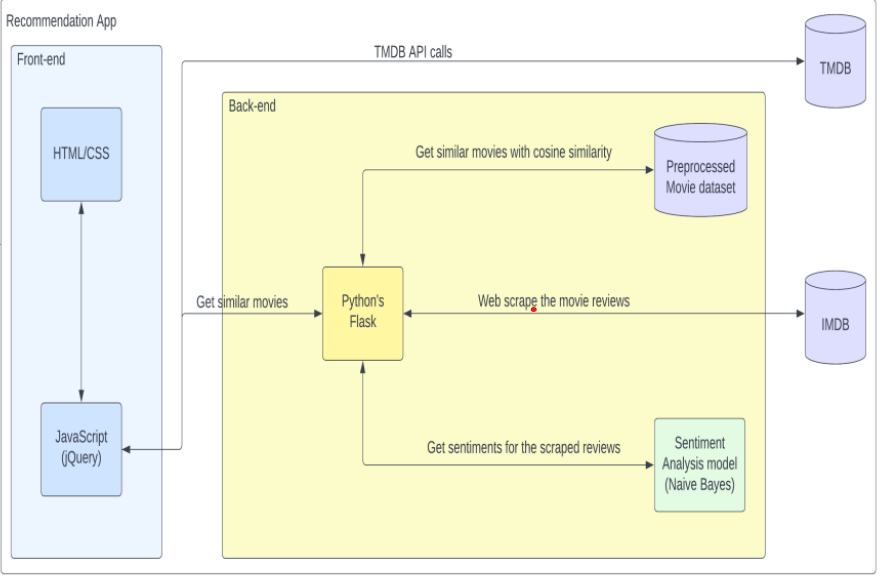 Recommendation App
Front-end
TMDB API calls
TMDB
Back-end
HTML/CSS
Get similar movies with cosine similarity
Preprocessed
Movie dataset
Get similar movies
Python's
Flask
Web scrape the movie reviews
IMDB
JavaScript
(jQuery)
Get sentiments for the scraped reviews
Sentiment
Analysis model
(Naive Bayes)